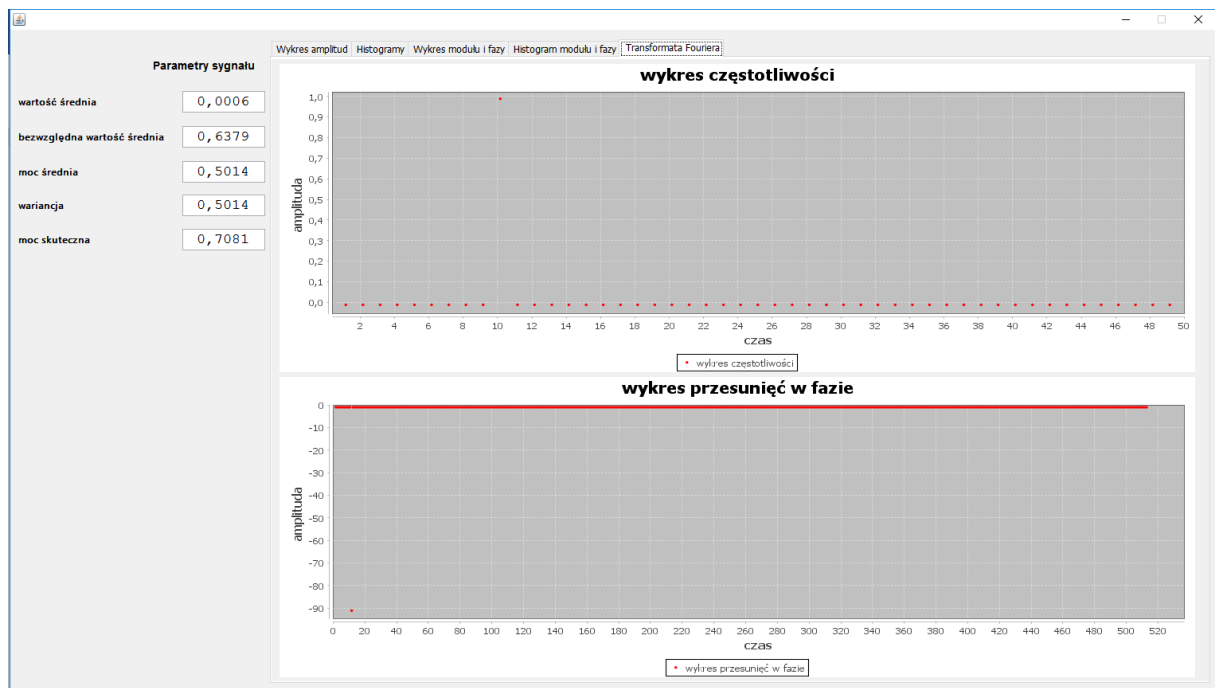 Wykres amplitud Histogramy Wykres modułu i fazy Histogram modułu i fazy Transformata Fouriera
Parametry sygnału
wartość średnia 0,0006
bezwzględna wartość średnia 0,6379
moc średnia 0,5014
wariancja 0,5014
moc skuteczna 0,7081
wykres częstotliwości
amplituda
1,0
0,9
0,8
0,7
0,6
0,5
0,4
0,3
0,2
0,1
0,0
2 4 6 8 10 12 14 16 18 20 22 24 26 28 30 32 34 36 38 40 42 44 46 48 50
czas
wykres częstotliwości
wykres przesunięć w fazie
amplituda
0
-10
-20
-30
-40
-50
-60
-70
-80
-90
0 20 40 60 80 100 120 140 160 180 200 220 240 260 280 300 320 340 360 380 400 420 440 460 480 500 520
czas
wykres przesunięć w fazie